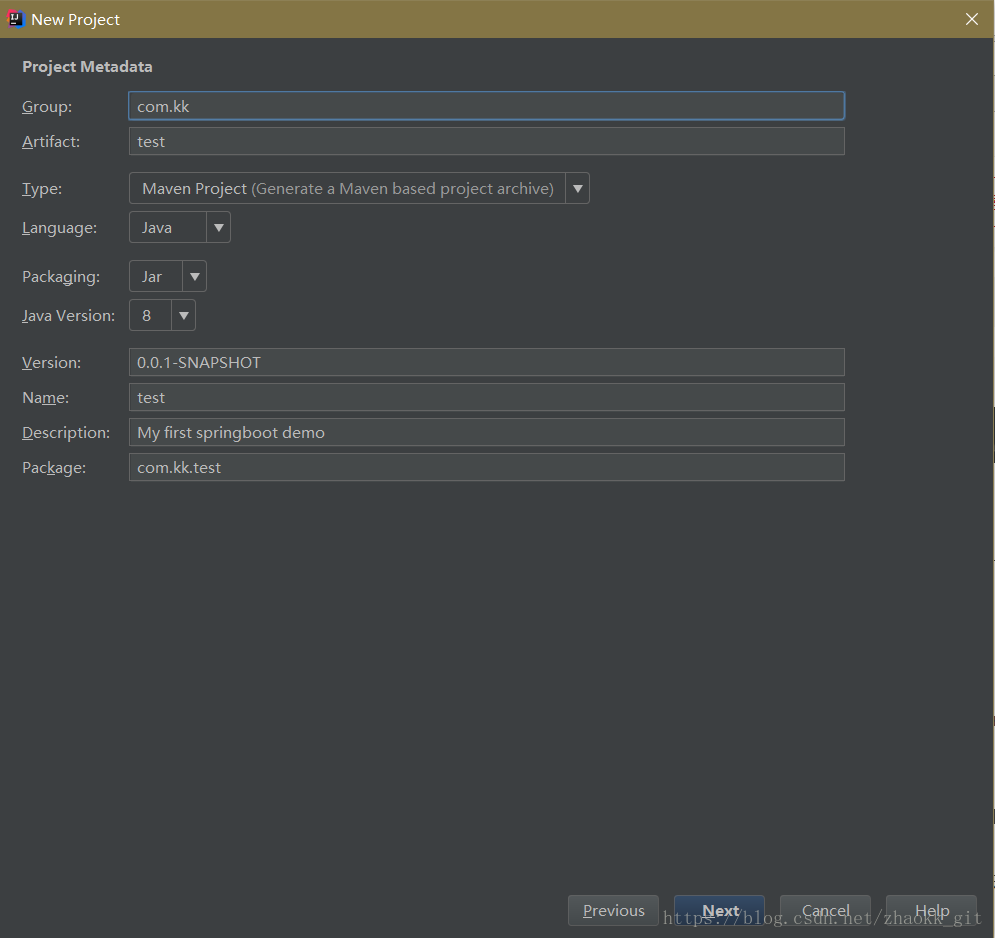 New Project
Project Metadata
Group: com.kk
Artifact: test
Type: Maven Project (Generate a Maven based project archive)
Language: Java
Packaging: Jar
Java Version: 8
Version: 0.0.1-SNAPSHOT
Name: test
Description: My first springboot demo
Package: com.kk.test
Previous Next Cancel Help
https://blog.csdn.net/zhaokk_git